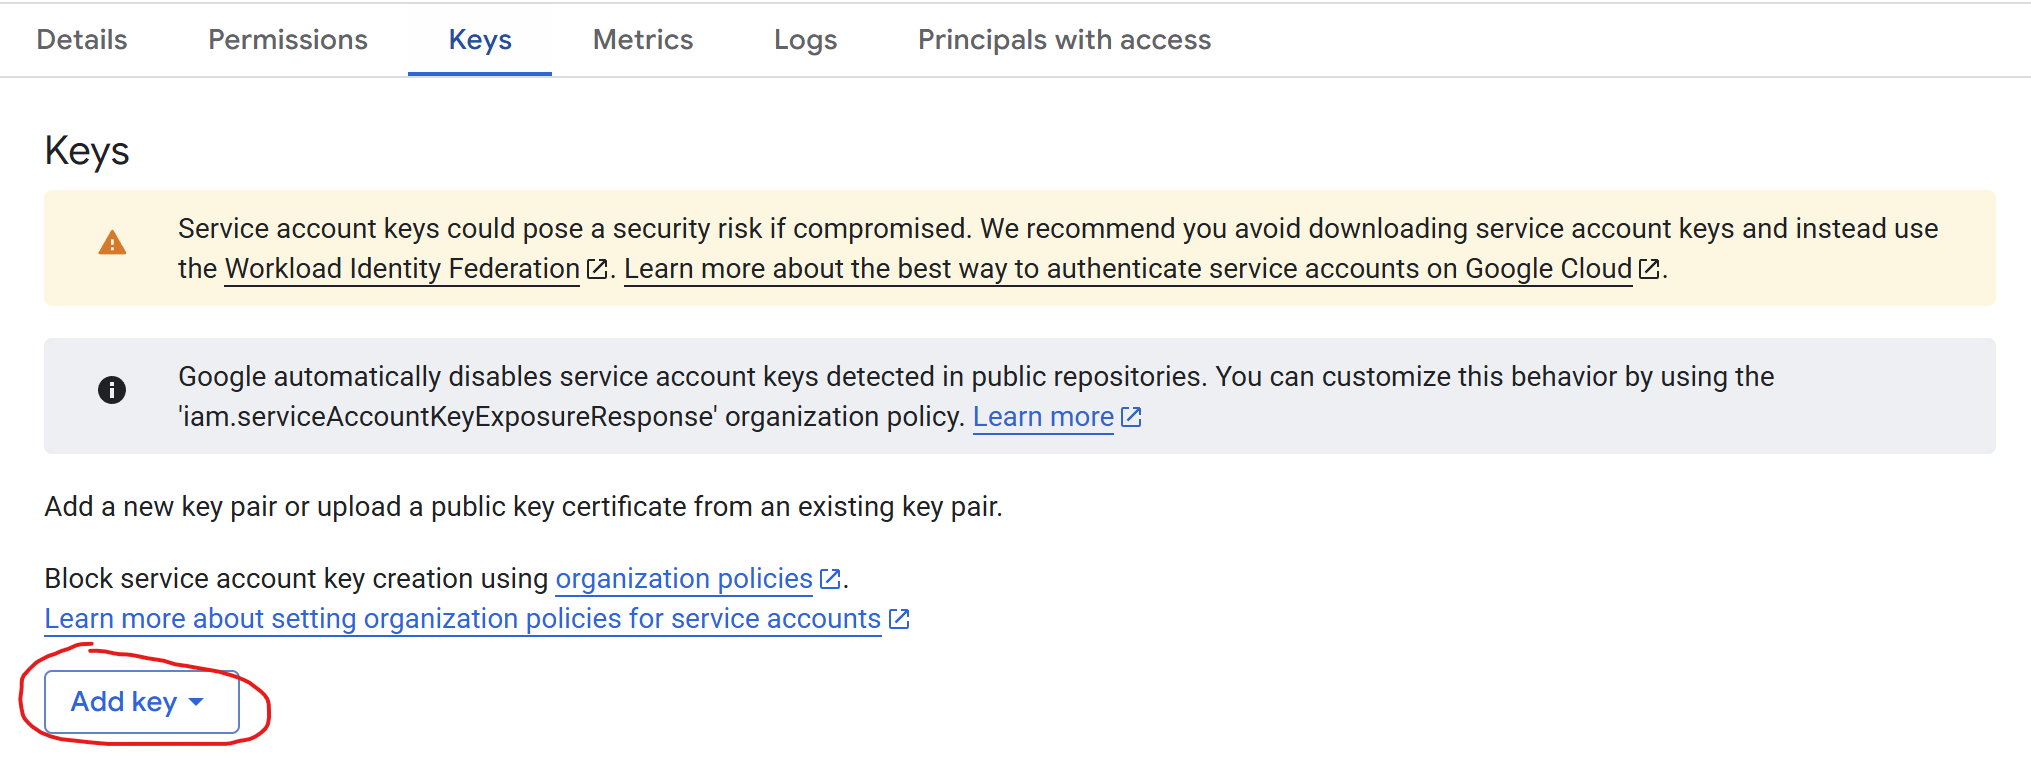 Details Permissions Keys Metrics Logs Principals with access
Keys
Service account keys could pose a security risk if compromised. We recommend you avoid downloading service account keys and instead use
the Workload Identity Federation. Learn more about the best way to authenticate service accounts on Google Cloud.
Google automatically disables service account keys detected in public repositories. You can customize this behavior by using the
'iam.serviceAccountKeyExposureResponse' organization policy. Learn more
Add a new key pair or upload a public key certificate from an existing key pair.
Block service account key creation using organization policies.
Learn more about setting organization policies for service accounts
Add key